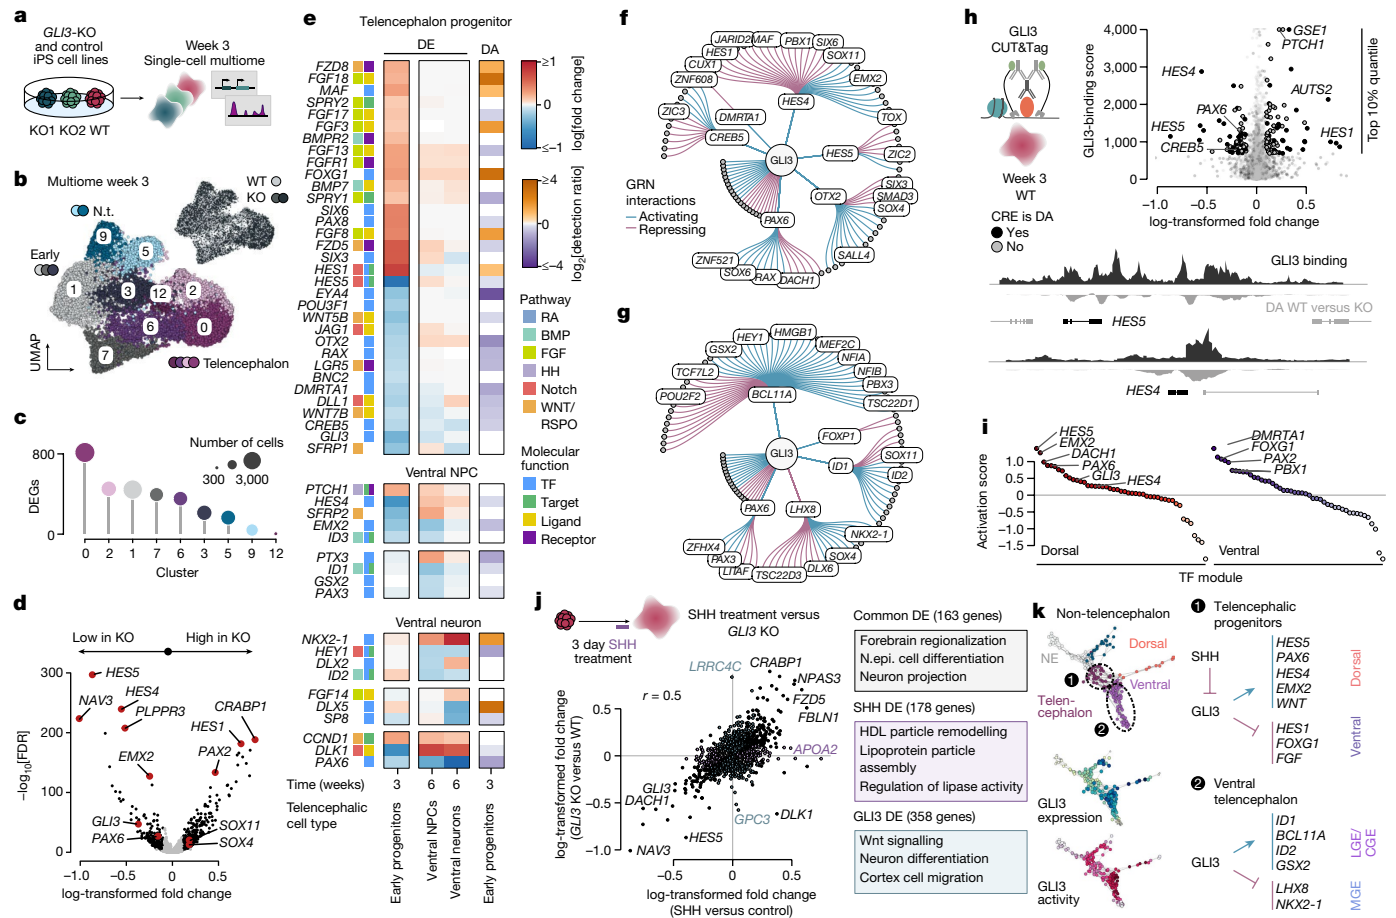 a
GLI3-KO
and control
iPS cell lines
KO1 KO2 WT
Week 3
Single-cell multiome
b
Multiome week 3
WT
KO
N.t.
Early
9
5
1
3
12
2
6
0
7
UMAP
Telencephalon
c
Number of cells
300
3,000
800
0
DEGs
0 2 1 7 6 3 5 9 12
Cluster
d
Low in KO
High in KO
300
200
100
0
–log10[FDR]
HES5
NAV3
HES4
PLPPR3
CRABP1
HES1
EMX2
PAX2
GLI3
PAX6
SOX11
SOX4
–1.0 –0.5 0 0.5 1.0
log-transformed fold change
e
Telencephalon progenitor
DE
DA
FZD8
FGF18
MAF
SPRY2
FGF17
FGF3
BMPR2
FGF13
FGFR1
FOXG1
BMP7
SPRY1
SIX6
PAX8
FGF8
FZD5
SIX3
HES1
HES5
EYA4
POU3F1
WNT5B
JAG1
OTX2
RAX
LGR5
BNC2
DMRTA1
DLL1
WNT7B
CREB5
GLI3
SFRP1
≥1
0
≤–1
log[fold change]
≥4
0
≤–4
log2[detection ratio]
Pathway
RA
BMP
FGF
HH
Notch
WNT/
RSPO
Molecular
function
TF
Target
Ligand
Receptor
Ventral NPC
PTCH1
HES4
SFRP2
EMX2
ID3
PTX3
ID1
GSX2
PAX3
Ventral neuron
NKX2-1
HEY1
DLX2
ID2
FGF14
DLX5
SP8
CCND1
DLK1
PAX6
Time (weeks)
3 6 6 3
Telencephalic
cell type
Early progenitors
Ventral NPCs
Ventral neurons
Early progenitors
f
JARID2
MAF
PBX1
SIX6
HES1
SOX11
CUX1
EMX2
ZNF608
HES4
ZIC3
DMRTA1
TOX
CREB5
GLI3
HES5
ZIC2
GRN
interactions
Activating
Repressing
OTX2
SIX3
SMAD3
SOX4
PAX6
SALL4
ZNF521
SOX6
RAX
DACH1
g
HEY1
HMGB1
GSX2
MEF2C
NFIA
TCF7L2
NFIB
PBX3
POU2F2
BCL11A
TSC22D1
FOXP1
GLI3
SOX11
ID1
ID2
PAX6
LHX8
NKX2-1
ZFHX4
SOX4
PAX3
DLX6
LITAF
TSC22D3
h
GLI3
CUT&Tag
Week 3
WT
CRE is DA
Yes
No
4,000
3,000
2,000
1,000
0
GLI3-binding score
GSE1
PTCH1
HES4
AUTS2
PAX6
HES5
HES1
CREB5
Top 10% quantile
–1.0 –0.5 0 0.5
log-transformed fold change
GLI3 binding
DA WT versus KO
HES5
HES4
i
HES5
EMX2
DACH1
PAX6
GLI3
HES4
DMRTA1
FOXG1
PAX2
PBX1
1.0
0.5
0
–0.5
–1.0
–1.5
Activation score
Dorsal
Ventral
TF module
j
3 day SHH
treatment
SHH treatment versus
GLI3 KO
LRRC4C
CRABP1
NPAS3
r = 0.5
FZD5
FBLN1
APOA2
GLI3
DACH1
GPC3
DLK1
HES5
NAV3
0.5
0
–0.5
–1.0
log-transformed fold change
(GLI3 KO versus WT)
–0.5 0 0.5
log-transformed fold change
(SHH versus control)
Common DE (163 genes)
Forebrain regionalization
N.epi. cell differentiation
Neuron projection
SHH DE (178 genes)
HDL particle remodelling
Lipoprotein particle
assembly
Regulation of lipase activity
GLI3 DE (358 genes)
Wnt signalling
Neuron differentiation
Cortex cell migration
k
Non-telencephalon
NE
Dorsal
1
Ventral
Telen-
cephalon
2
GLI3
expression
GLI3
activity
1 Telencephalic
progenitors
SHH
GLI3
HES5
PAX6
HES4
EMX2
WNT
Dorsal
HES1
FOXG1
FGF
Ventral
2 Ventral
telencephalon
GLI3
ID1
BCL11A
ID2
GSX2
LGE/
CGE
LHX8
NKX2-1
MGE